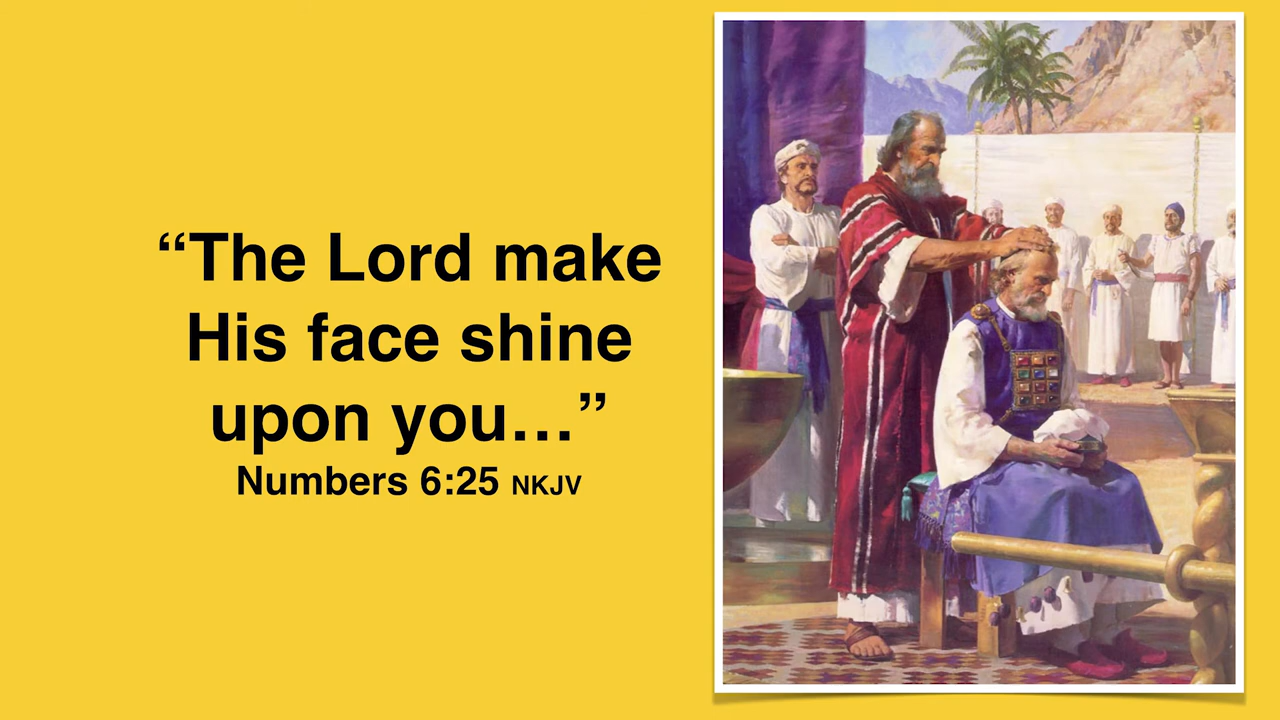 “The Lord make
His face shine
upon you…”
Numbers 6:25 NKJV